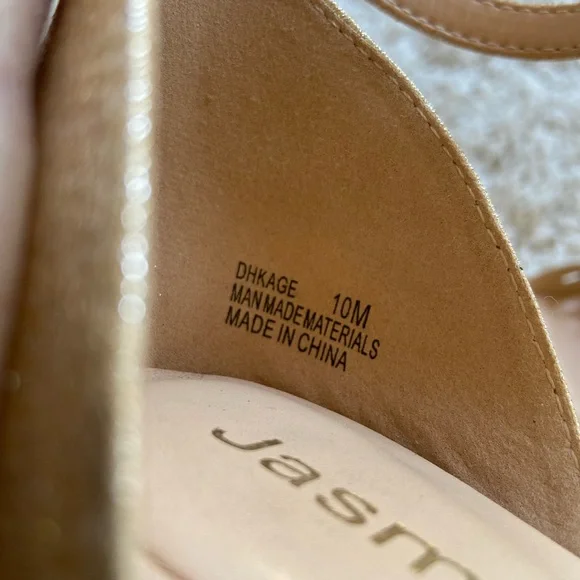 DHKAGE 10M
MAN MADE MATERIALS
MADE IN CHINA
Jasm